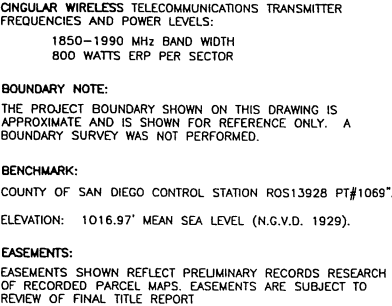 CINGULAR WIRELESS TELECOMMUNICATIONS TRANSMITTER
FREQUENCIES AND POWER LEVELS:
1850-1990 MHz BAND WIDTH
800 WATTS ERP PER SECTOR
BOUNDARY NOTE:
THE PROJECT BOUNDARY SHOWN ON THIS DRAWING IS
APPROXIMATE AND IS SHOWN FOR REFERENCE ONLY. A
BOUNDARY SURVEY WAS NOT PERFORMED.
BENCHMARK:
COUNTY OF SAN DIEGO CONTROL STATION ROS13928 PT#1069".
ELEVATION: 1016.97' MEAN SEA LEVEL (N.G.V.D. 1929).
EASEMENTS:
EASEMENTS SHOWN REFLECT PRELIMINARY RECORDS RESEARCH
OF RECORDED PARCEL MAPS. EASEMENTS ARE SUBJECT TO
REVIEW OF FINAL TITLE REPORT